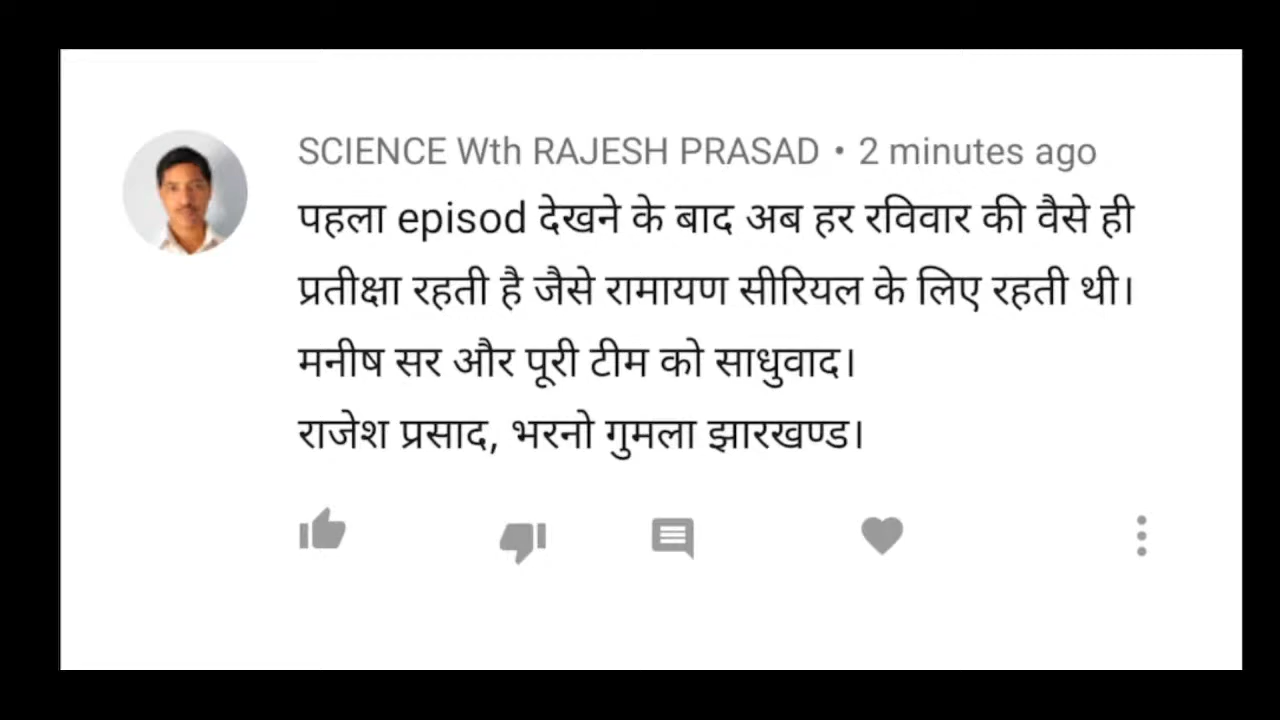 SCIENCE Wth RAJESH PRASAD • 2 minutes ago
पहला episod देखने के बाद अब हर रविवार की वैसे ही
प्रतीक्षा रहती है जैसे रामायण सीरियल के लिए रहती थी।
मनीष सर और पूरी टीम को साधुवाद।
राजेश प्रसाद, भरनो गुमला झारखण्ड।